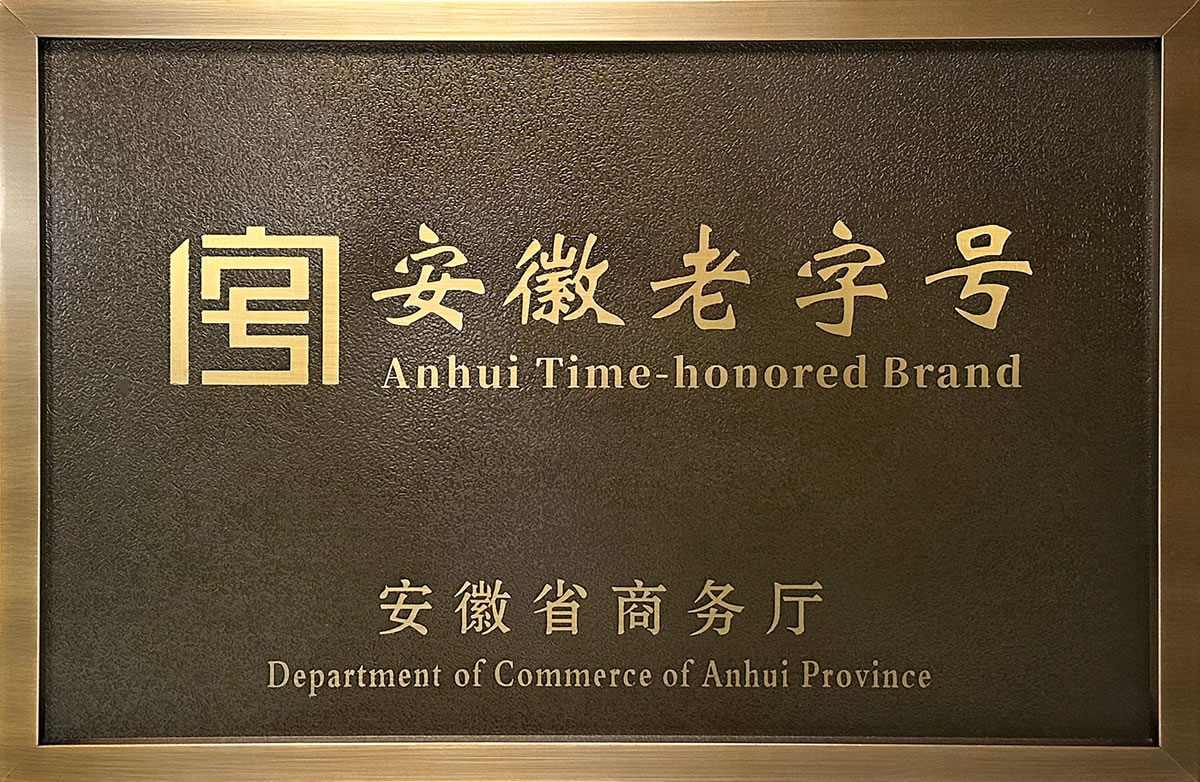 安徽老字号
Anhui Time-honored Brand
安徽省商务厅
Department of Commerce of Anhui Province